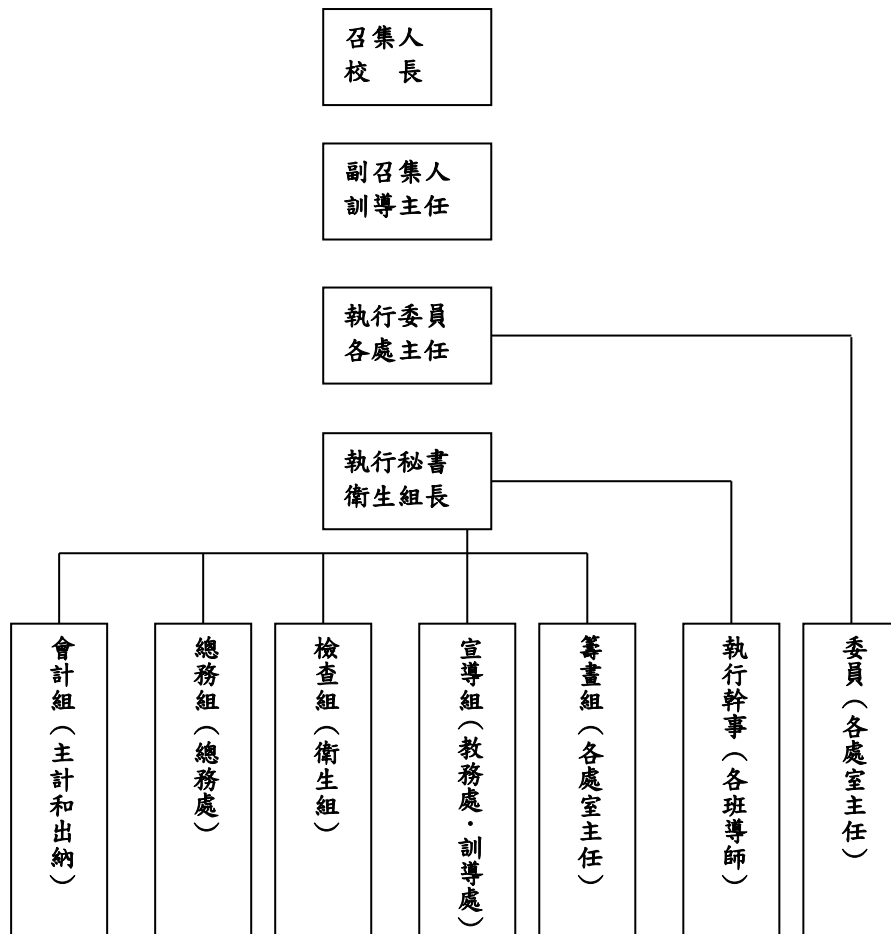 召集人
校　長
副召集人
訓導主任
執行委員
各處主任
執行秘書
衛生組長
會計組（主計和出納）
總務組（總務處）
檢查組（衛生組）
宣導組（教務處．訓導處）
籌畫組（各處室主任）
執行幹事（各班導師）
委員（各處室主任）